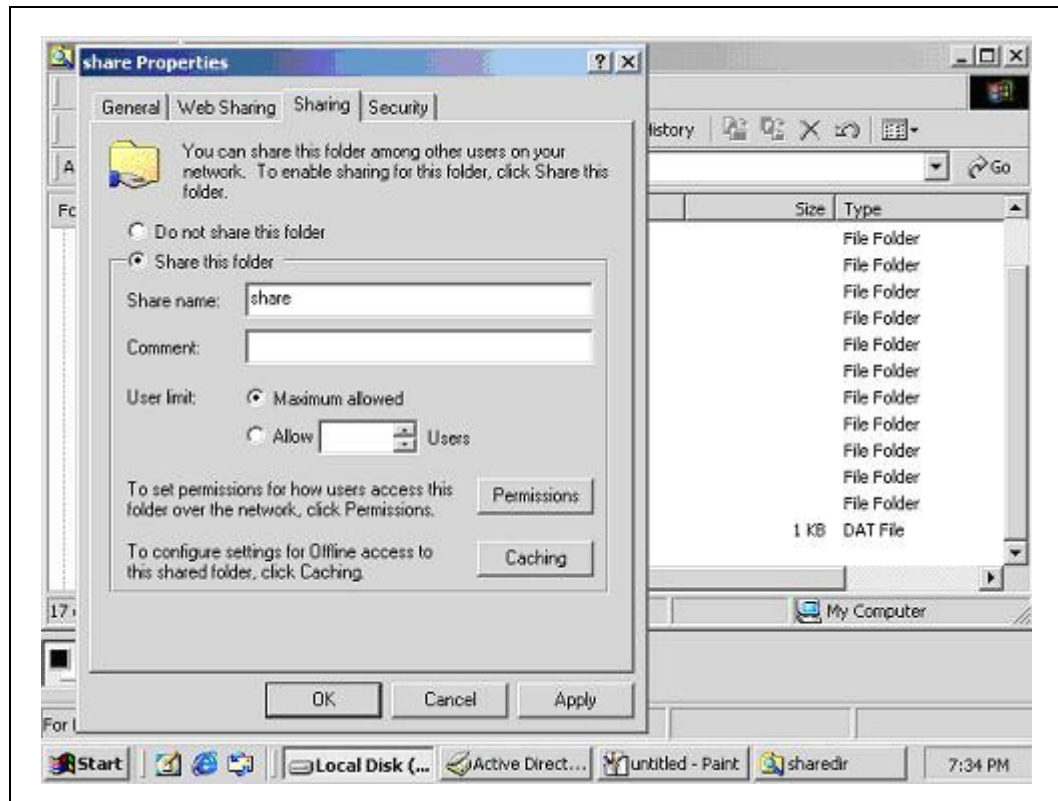 share Properties
General Web Sharing Sharing Security
You can share this folder among other users on your
network. To enable sharing for this folder, click Share this
folder.
Do not share this folder
Share this folder
Share name: share
Comment:
User limit: Maximum allowed
Allow Users
To set permissions for how users access this
folder over the network, click Permissions.
Permissions
To configure settings for Offline access to
this shared folder, click Caching.
Caching
OK Cancel Apply
Go
Size Type
File Folder
File Folder
File Folder
File Folder
File Folder
File Folder
File Folder
File Folder
File Folder
File Folder
File Folder
1 KB DAT File
17
My Computer
For
Start Local Disk (... Active Direct... untitled - Paint sharedir 7:34 PM